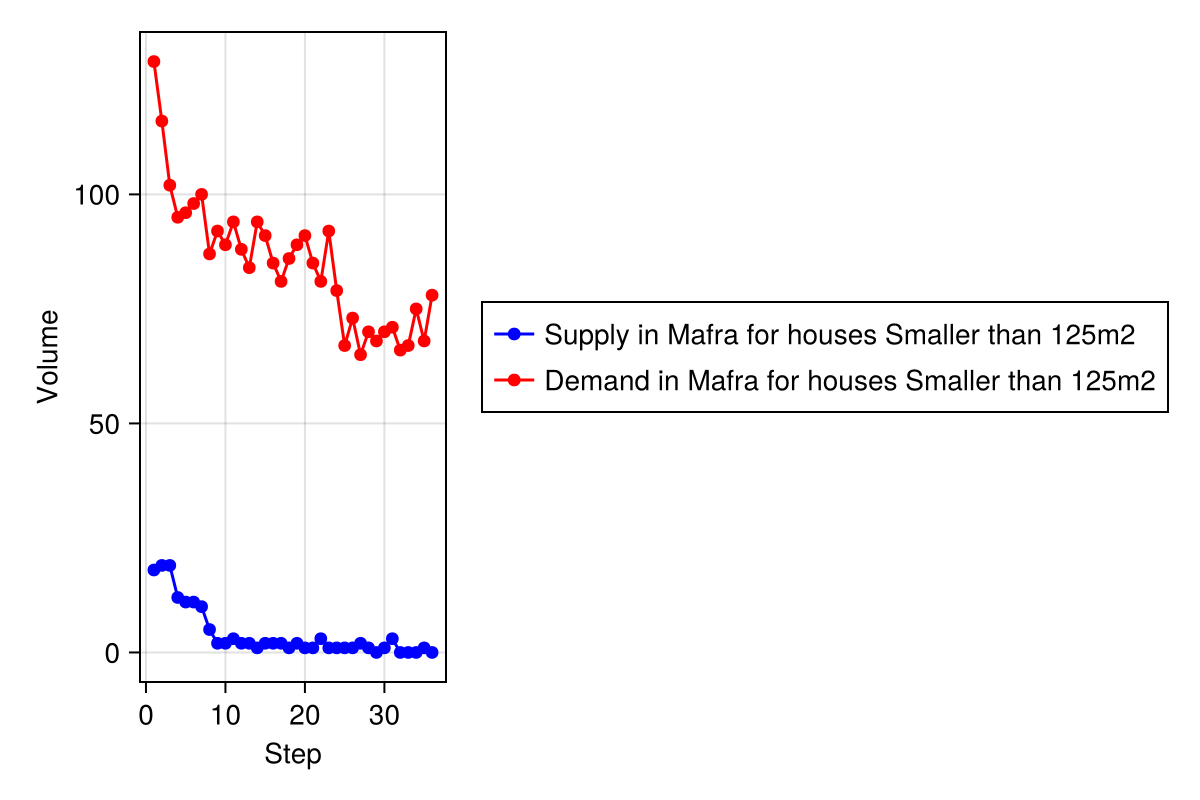 Volume
100
50
0
0 10 20 30
Step
Supply in Mafra for houses Smaller than 125m2
Demand in Mafra for houses Smaller than 125m2